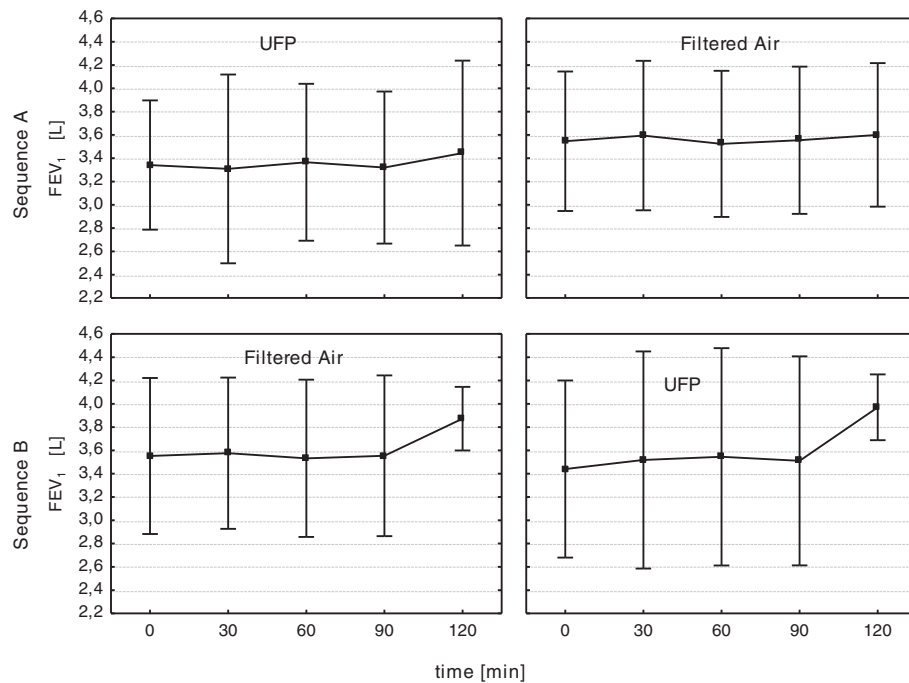 4,6
4,4
4,2
4,0
3,8
3,6
3,4
3,2
3,0
2,8
2,6
2,4
2,2
Sequence A
FEV1 [L]
UFP
Filtered Air
4,6
4,4
4,2
4,0
3,8
3,6
3,4
3,2
3,0
2,8
2,6
2,4
2,2
Sequence B
FEV1 [L]
Filtered Air
UFP
0 30 60 90 120
0 30 60 90 120
time [min]